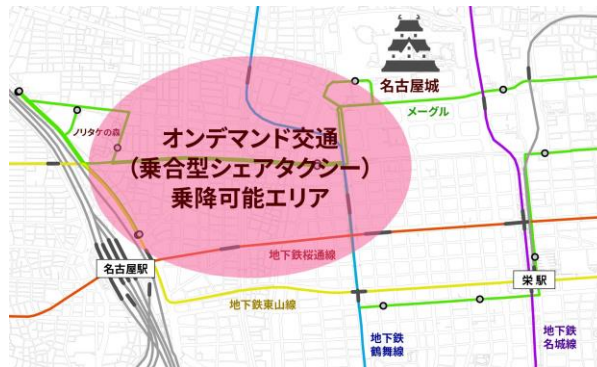 名古屋城
メーグル
ノリタケの森
オンデマンド交通
（乗合型シェアタクシー）
乗降可能エリア
地下鉄桜通線
名古屋駅
栄駅
地下鉄東山線
地下鉄
鶴舞線
地下鉄
名城線